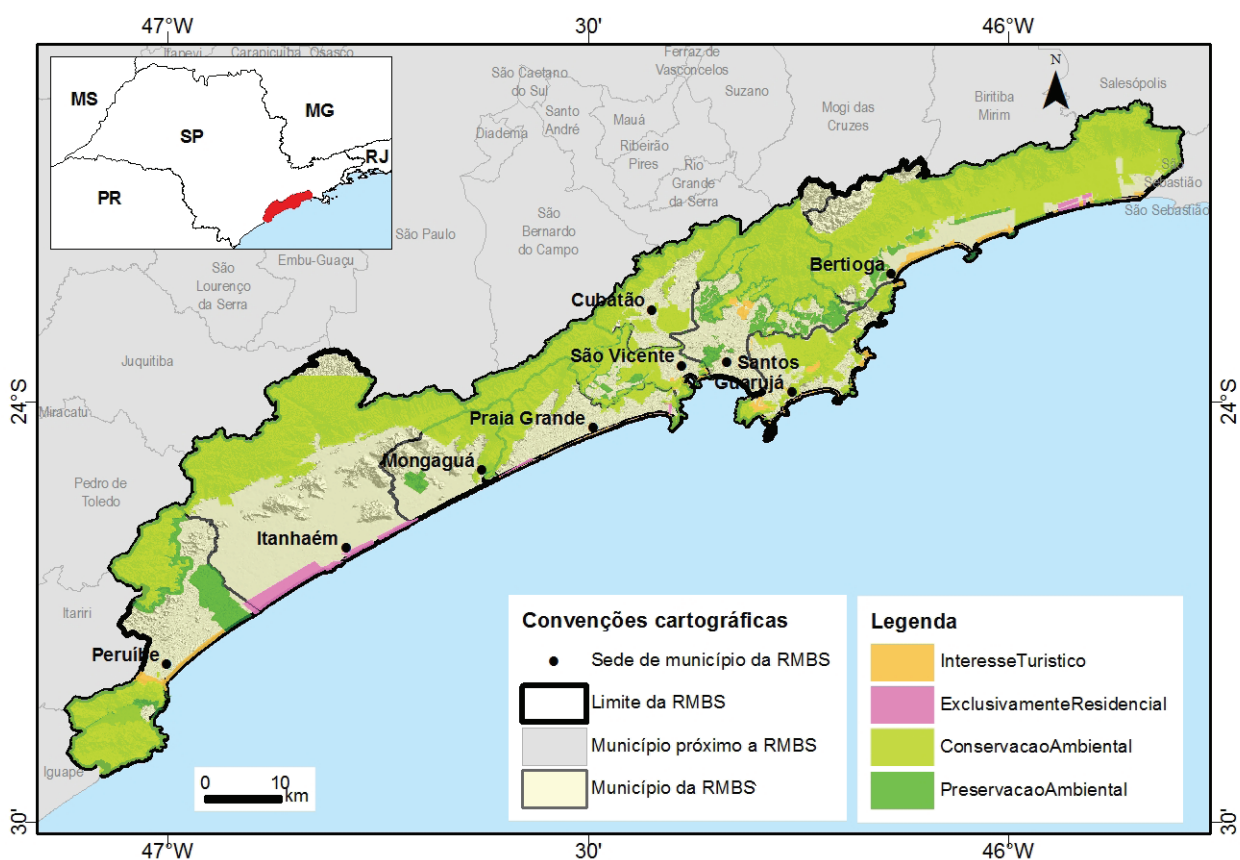 47°W
30'
46°W
Itapevi
Carapicuíba
Osasco
MS
SP
MG
RJ
PR
N
São Caetano
do Sul
Santo
André
Diadema
Mauá
Ribeirão
Pires
Ferraz de
Vasconcelos
Suzano
Rio
Grande
da Serra
Mogi das
Cruzes
Biritiba
Mirim
Salesópolis
São
Sebastião
São Sebastião
São Paulo
São
Bernardo
do Campo
Embu-Guaçu
São
Lourenço
da Serra
Juquitiba
Miracatu
Pedro de
Toledo
Itariri
Iguape
Bertioga
Cubatão
São Vicente
Santos
Guarujá
Praia Grande
Mongaguá
Itanhaém
Peruíbe
24°S
24°S
30'
30'
0 10
km
Convenções cartográficas
Sede de município da RMBS
Limite da RMBS
Município próximo a RMBS
Município da RMBS
Legenda
InteresseTuristico
ExclusivamenteResidencial
ConservacaoAmbiental
PreservacaoAmbiental
47°W
30'
46°W